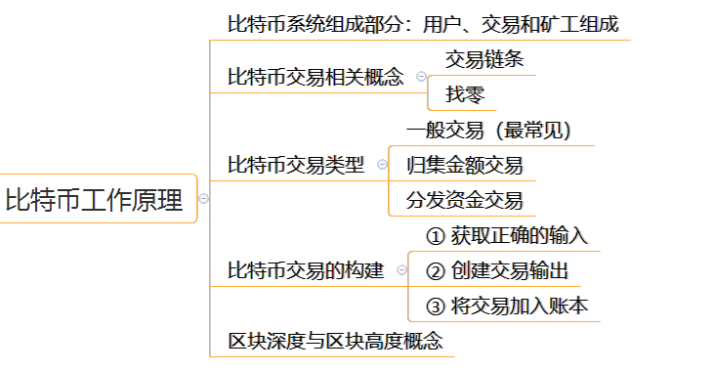 比特币工作原理
比特币系统组成部分：用户、交易和矿工组成
比特币交易相关概念
交易链条
找零
比特币交易类型
一般交易（最常见）
归集金额交易
分发资金交易
比特币交易的构建
① 获取正确的输入
② 创建交易输出
③ 将交易加入账本
区块深度与区块高度概念